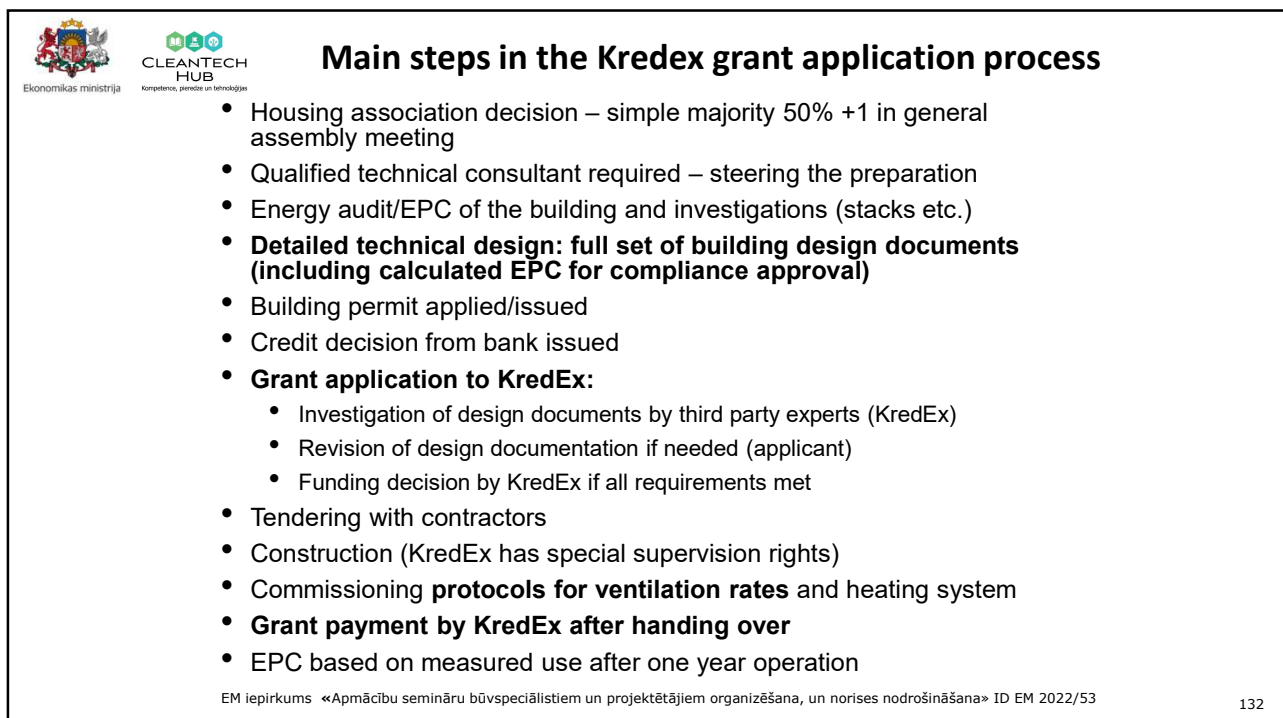 Ekonomikas ministrija
CLEANTECH
HUB
Kompetence, pieredze un tehnoloģijas
Main steps in the Kredex grant application process
• Housing association decision – simple majority 50% +1 in general
assembly meeting
• Qualified technical consultant required – steering the preparation
• Energy audit/EPC of the building and investigations (stacks etc.)
• Detailed technical design: full set of building design documents
(including calculated EPC for compliance approval)
• Building permit applied/issued
• Credit decision from bank issued
• Grant application to KredEx:
• Investigation of design documents by third party experts (KredEx)
• Revision of design documentation if needed (applicant)
• Funding decision by KredEx if all requirements met
• Tendering with contractors
• Construction (KredEx has special supervision rights)
• Commissioning protocols for ventilation rates and heating system
• Grant payment by KredEx after handing over
• EPC based on measured use after one year operation
EM iepirkums «Apmācību semināru būvspeciālistiem un projektētājiem organizēšana, un norises nodrošināšana» ID EM 2022/53
132